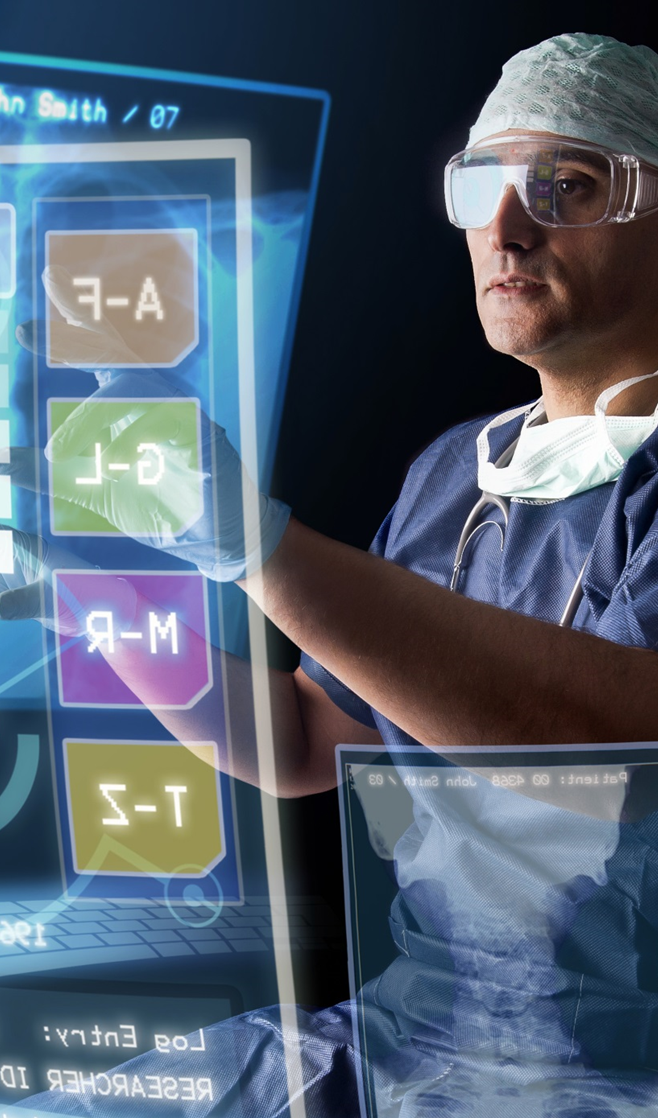 hn Smith / 07
A-F
G-L
M-R
T-Z
Patient: 00 4368 John Smith / 03
196
Log Entry:
RESEARCHER ID